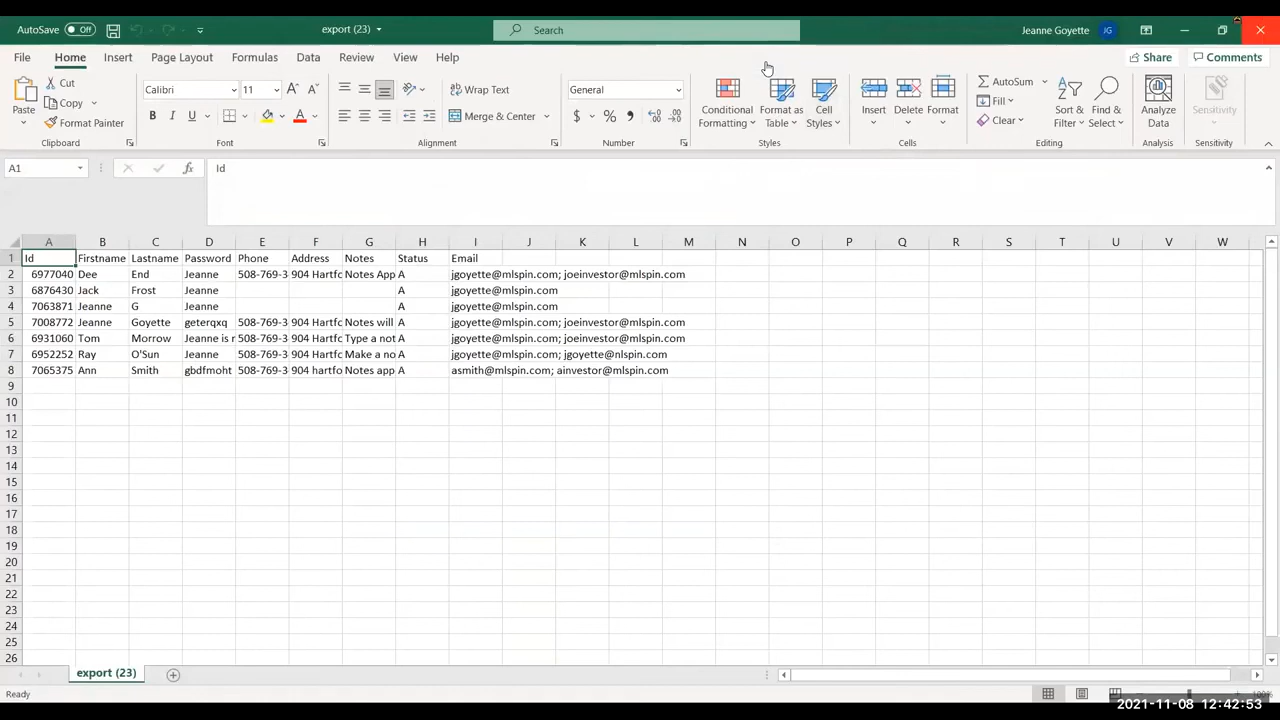 AutoSave Off export (23) Search Jeanne Goyette JG
File Home Insert Page Layout Formulas Data Review View Help Share Comments
Paste Cut Calibri 11 A A Wrap Text General Conditional Formatting Format as Table Cell Styles Insert Delete Format AutoSum Sort & Filter Find & Select Analyze Data Sensitivity
Copy B I U A Fill
Format Painter Merge & Center $ % Clear
Clipboard Font Alignment Number Styles Cells Editing Analysis Sensitivity
A1 fx Id
A B C D E F G H I J K L M N O P Q R S T U V W
1 Id Firstname Lastname Password Phone Address Notes Status Email
2 6977040 Dee End Jeanne 508-769-3 904 Hartfo Notes App A jgoyette@mlspin.com; joeinvestor@mlspin.com
3 6876430 Jack Frost Jeanne A jgoyette@mlspin.com
4 7063871 Jeanne G Jeanne A jgoyette@mlspin.com
5 7008772 Jeanne Goyette geterqxq 508-769-3 904 Hartfo Notes will A jgoyette@mlspin.com; joeinvestor@mlspin.com
6 6931060 Tom Morrow Jeanne is r 508-769-3 904 Hartfo Type a not A jgoyette@mlspin.com; joeinvestor@mlspin.com
7 6952252 Ray O'Sun Jeanne 508-769-3 904 Hartfo Make a no A jgoyette@mlspin.com; jgoyette@nlspin.com
8 7065375 Ann Smith gbdfmoht 508-769-3 904 hartfo Notes app A asmith@mlspin.com; ainvestor@mlspin.com
9
10
11
12
13
14
15
16
17
18
19
20
21
22
23
24
25
26
export (23)
Ready
2021-11-08 12:42:53